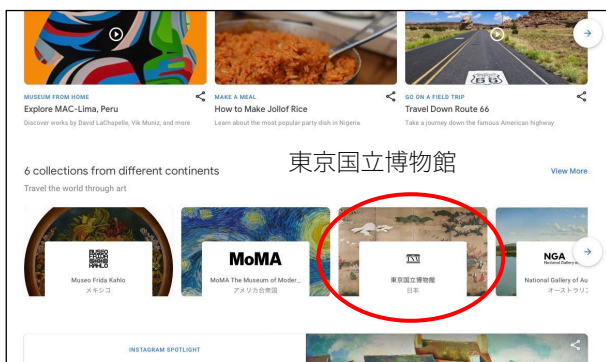 MUSEUM FROM HOME
Explore MAC-Lima, Peru
Discover works by David LaChapelle, Vik Muniz, and more
MAKE A MEAL
How to Make Jollof Rice
Learn about the most popular party dish in Nigeria
GO ON A FIELD TRIP
Travel Down Route 66
Take a journey down the famous American highway
6 collections from different continents
東京国立博物館
View More
Travel the world through art
MUSEO
FRIDA
KAHLO
Museo Frida Kahlo
メキシコ
MoMA
MoMA The Museum of Moder...
アメリカ合衆国
東京国立博物館
日本
NGA
National Gallery of Au
オーストラリ
INSTAGRAM SPOTLIGHT